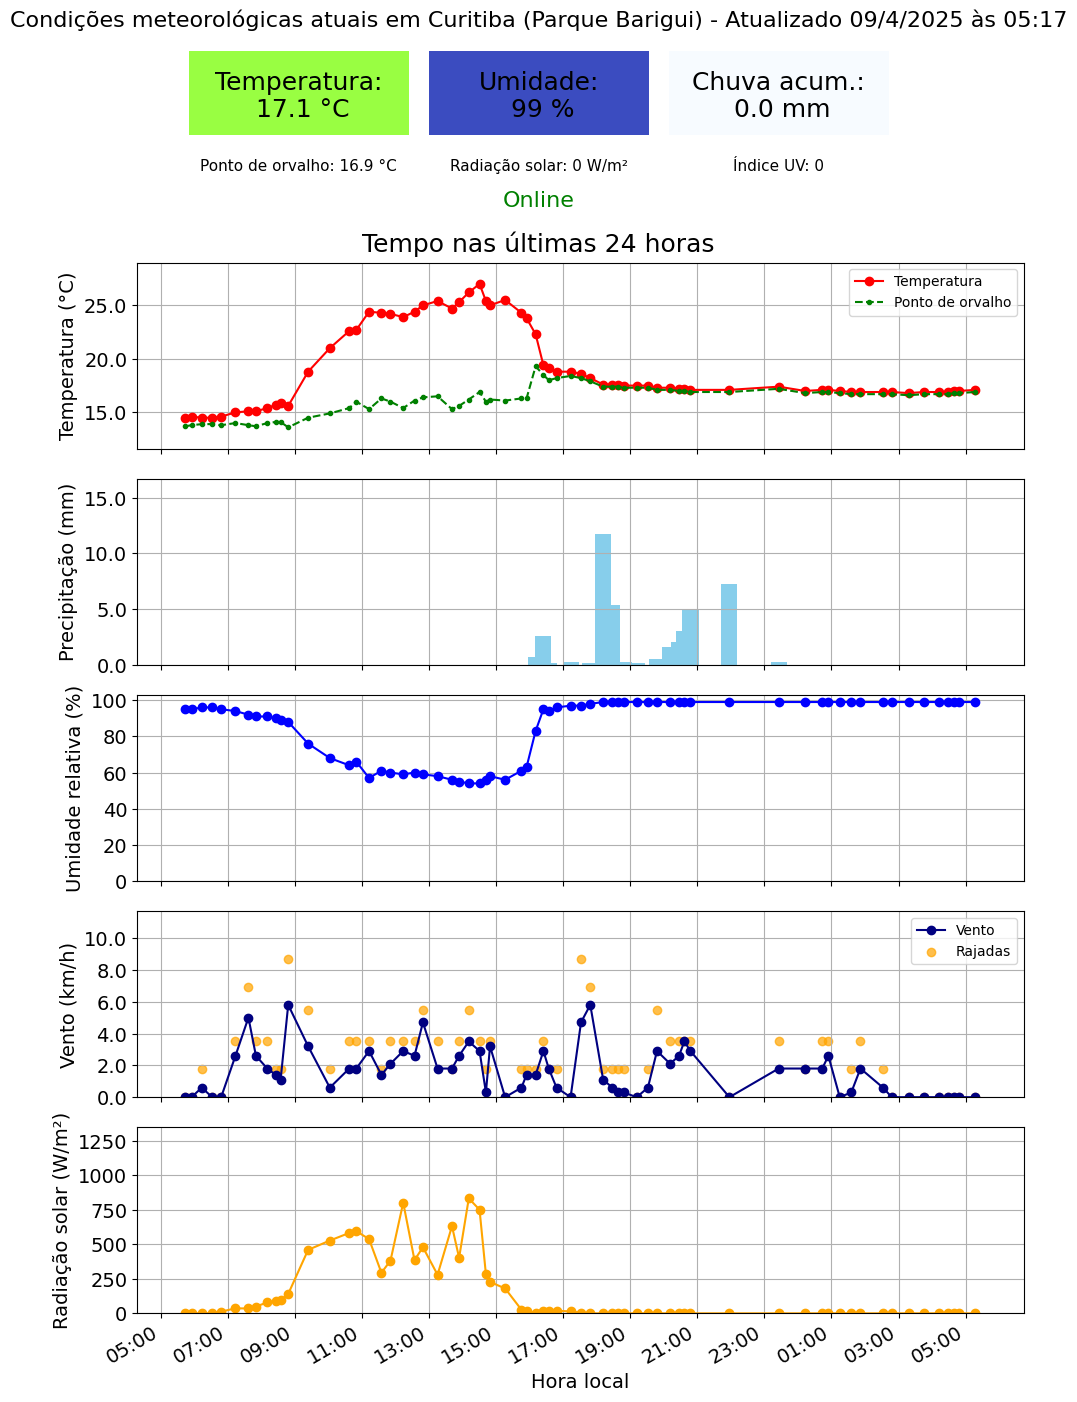 Condições meteorológicas atuais em Curitiba (Parque Barigui) - Atualizado 09/4/2025 às 05:17
Temperatura:
17.1 °C
Umidade:
99 %
Chuva acum.:
0.0 mm
Ponto de orvalho: 16.9 °C
Radiação solar: 0 W/m²
Índice UV: 0
Online
Tempo nas últimas 24 horas
Temperatura (°C)
25.0
20.0
15.0
Temperatura
Ponto de orvalho
Precipitação (mm)
15.0
10.0
5.0
0.0
Umidade relativa (%)
100
80
60
40
20
0
Vento (km/h)
10.0
8.0
6.0
4.0
2.0
0.0
Vento
Rajadas
Radiação solar (W/m²)
1250
1000
750
500
250
0
05:00
07:00
09:00
11:00
13:00
15:00
17:00
19:00
21:00
23:00
01:00
03:00
05:00
Hora local